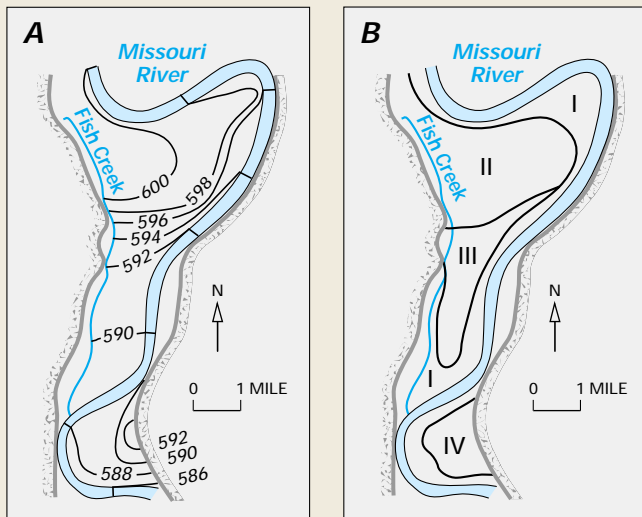 A
Missouri
River
Fish Creek
600
598
596
594
592
590
N
0 1 MILE
592
590
588
586
B
Missouri
River
I
Fish Creek
II
III
N
I
0 1 MILE
IV